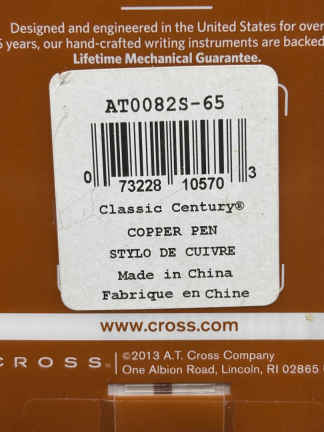 Designed and engineered in the United States for over
5 years, our hand-crafted writing instruments are backed
Lifetime Mechanical Guarantee.
AT0082S-65
0 73228 10570 3
Classic Century®
COPPER PEN
STYLO DE CUIVRE
Made in China
Fabrique en Chine
www.cross.com
CROSS® ©2013 A.T. Cross Company
One Albion Road, Lincoln, RI 02865